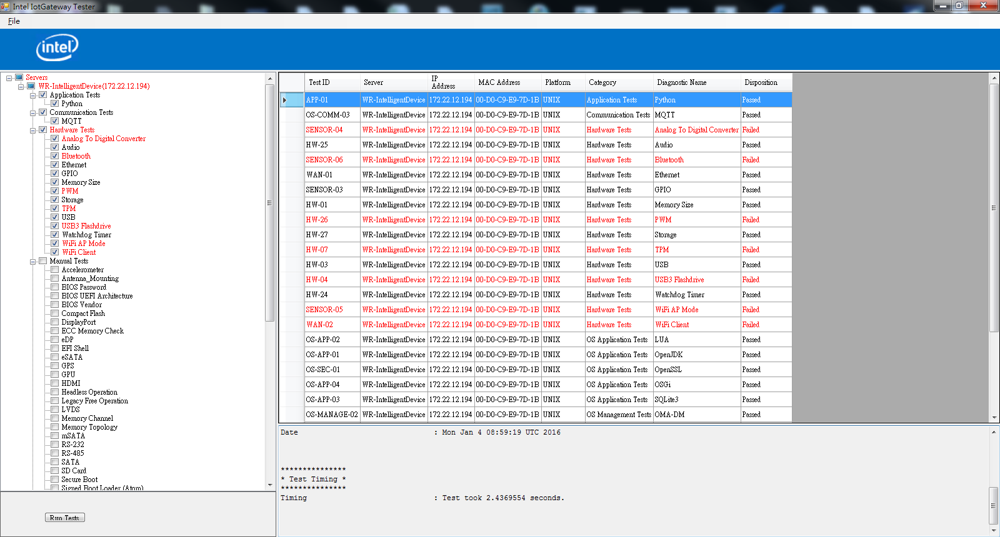 Intel IotGateway Tester
File
intel
Servers
WR-IntelligentDevice(172.22.12.194)
Application Tests
Python
Communication Tests
MQTT
Hardware Tests
Analog To Digital Converter
Audio
Bluetooth
Ethernet
GPIO
Memory Size
PWM
Storage
TPM
USB
USB3 Flashdrive
Watchdog Timer
WiFi AP Mode
WiFi Client
Manual Tests
Accelerometer
Antenna_Mounting
BIOS Password
BIOS UEFI Architecture
BIOS Vendor
Compact Flash
DisplayPort
ECC Memory Check
eDP
EFI Shell
eSATA
GPS
GPU
HDMI
Headless Operation
Legacy Free Operation
LVDS
Memory Channel
Memory Topology
mSATA
RS-232
RS-485
SATA
SD Card
Secure Boot
Signed Boot Loader (Atom)
Run Tests
Test ID Server IP Address MAC Address Platform Category Diagnostic Name Disposition
APP-01 WR-IntelligentDevice 172.22.12.194 00-D0-C9-E9-7D-1B UNIX Application Tests Python Passed
OS-COMM-03 WR-IntelligentDevice 172.22.12.194 00-D0-C9-E9-7D-1B UNIX Communication Tests MQTT Passed
SENSOR-04 WR-IntelligentDevice 172.22.12.194 00-D0-C9-E9-7D-1B UNIX Hardware Tests Analog To Digital Converter Failed
HW-25 WR-IntelligentDevice 172.22.12.194 00-D0-C9-E9-7D-1B UNIX Hardware Tests Audio Passed
SENSOR-06 WR-IntelligentDevice 172.22.12.194 00-D0-C9-E9-7D-1B UNIX Hardware Tests Bluetooth Failed
WAN-01 WR-IntelligentDevice 172.22.12.194 00-D0-C9-E9-7D-1B UNIX Hardware Tests Ethernet Passed
SENSOR-03 WR-IntelligentDevice 172.22.12.194 00-D0-C9-E9-7D-1B UNIX Hardware Tests GPIO Passed
HW-01 WR-IntelligentDevice 172.22.12.194 00-D0-C9-E9-7D-1B UNIX Hardware Tests Memory Size Passed
HW-26 WR-IntelligentDevice 172.22.12.194 00-D0-C9-E9-7D-1B UNIX Hardware Tests PWM Failed
HW-27 WR-IntelligentDevice 172.22.12.194 00-D0-C9-E9-7D-1B UNIX Hardware Tests Storage Passed
HW-07 WR-IntelligentDevice 172.22.12.194 00-D0-C9-E9-7D-1B UNIX Hardware Tests TPM Failed
HW-03 WR-IntelligentDevice 172.22.12.194 00-D0-C9-E9-7D-1B UNIX Hardware Tests USB Passed
HW-04 WR-IntelligentDevice 172.22.12.194 00-D0-C9-E9-7D-1B UNIX Hardware Tests USB3 Flashdrive Failed
HW-24 WR-IntelligentDevice 172.22.12.194 00-D0-C9-E9-7D-1B UNIX Hardware Tests Watchdog Timer Passed
SENSOR-05 WR-IntelligentDevice 172.22.12.194 00-D0-C9-E9-7D-1B UNIX Hardware Tests WiFi AP Mode Failed
WAN-02 WR-IntelligentDevice 172.22.12.194 00-D0-C9-E9-7D-1B UNIX Hardware Tests WiFi Client Failed
OS-APP-02 WR-IntelligentDevice 172.22.12.194 00-D0-C9-E9-7D-1B UNIX OS Application Tests LUA Passed
OS-APP-01 WR-IntelligentDevice 172.22.12.194 00-D0-C9-E9-7D-1B UNIX OS Application Tests OpenJDK Passed
OS-SEC-01 WR-IntelligentDevice 172.22.12.194 00-D0-C9-E9-7D-1B UNIX OS Application Tests OpenSSL Passed
OS-APP-04 WR-IntelligentDevice 172.22.12.194 00-D0-C9-E9-7D-1B UNIX OS Application Tests OSGi Passed
OS-APP-03 WR-IntelligentDevice 172.22.12.194 00-D0-C9-E9-7D-1B UNIX OS Application Tests SQLite3 Passed
OS-MANAGE-02 WR-IntelligentDevice 172.22.12.194 00-D0-C9-E9-7D-1B UNIX OS Management Tests OMA-DM Passed
Date : Mon Jan 4 08:59:19 UTC 2016
***************
* Test Timing *
***************
Timing : Test took 2.4369554 seconds.